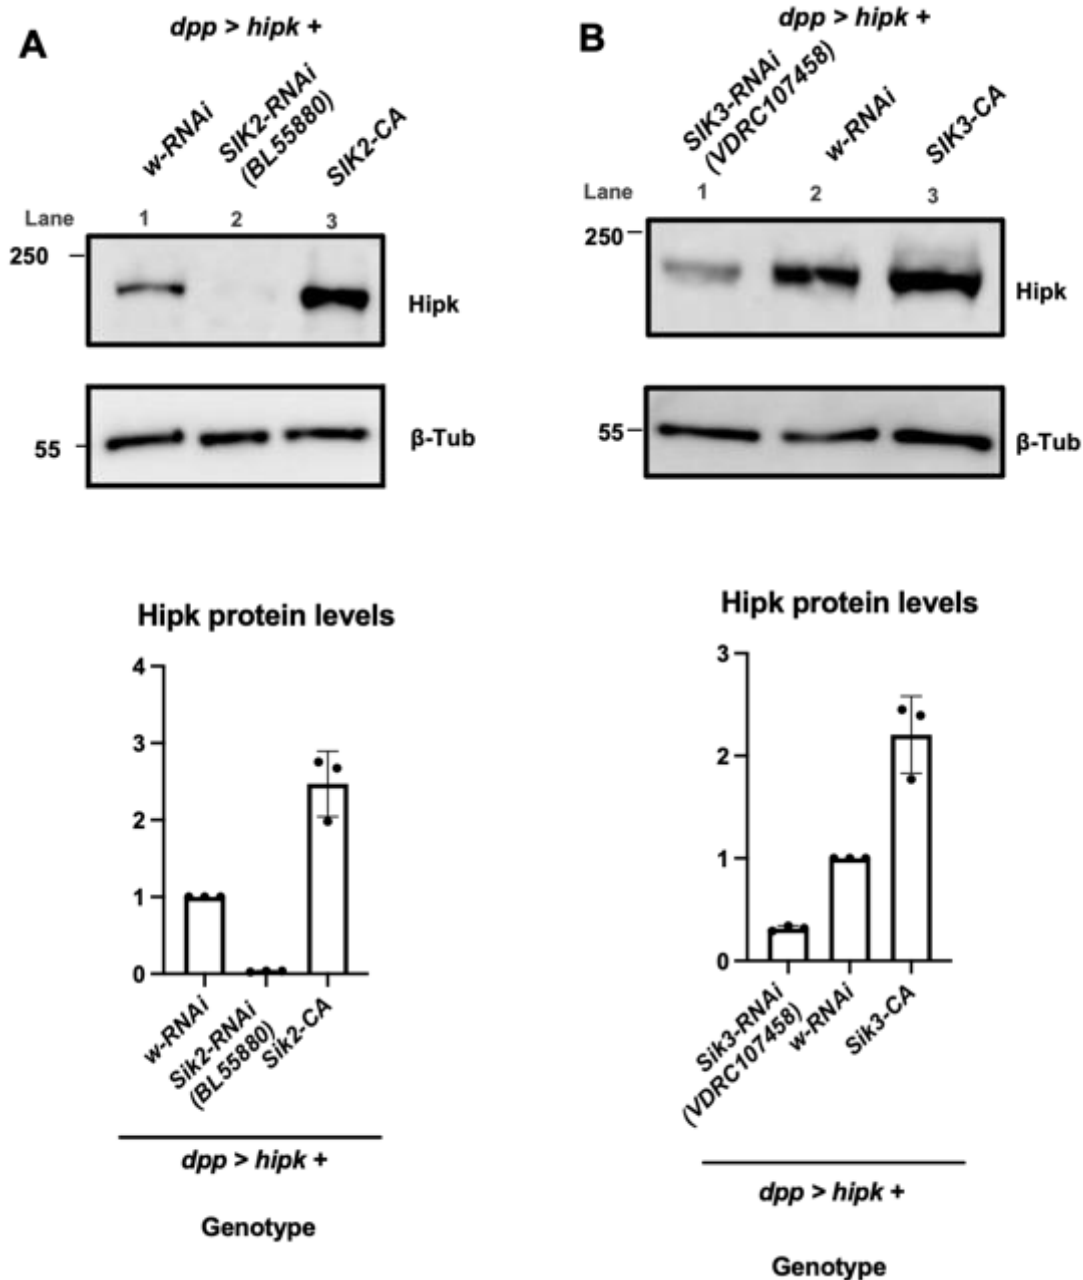 A
dpp > hipk +
w-RNAi
SIK2-RNAi
(BL55880)
SIK2-CA
Lane 1 2 3
250
Hipk
55
β-Tub
Hipk protein levels
4
3
2
1
0
w-RNAi
Sik2-RNAi
(BL55880)
Sik2-CA
dpp > hipk +
Genotype
B
dpp > hipk +
SIK3-RNAi
(VDRC107458)
w-RNAi
SIK3-CA
Lane 1 2 3
250
Hipk
55
β-Tub
Hipk protein levels
3
2
1
0
Sik3-RNAi
(VDRC107458)
w-RNAi
Sik3-CA
dpp > hipk +
Genotype